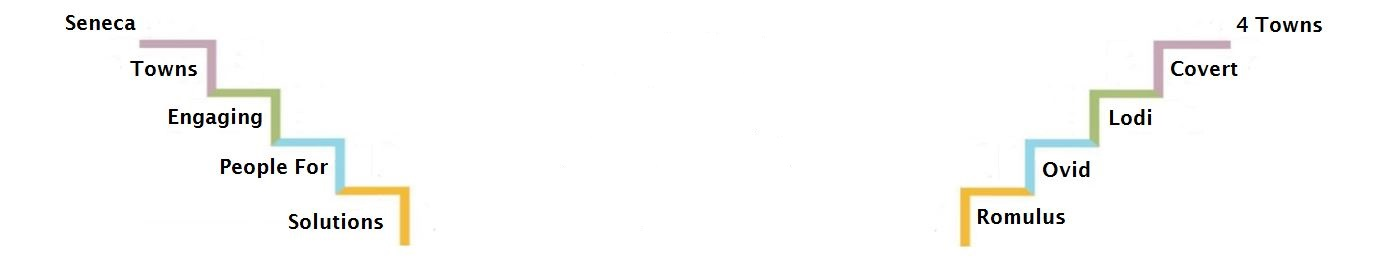 Seneca
Towns
Engaging
People For
Solutions
4 Towns
Covert
Lodi
Ovid
Romulus